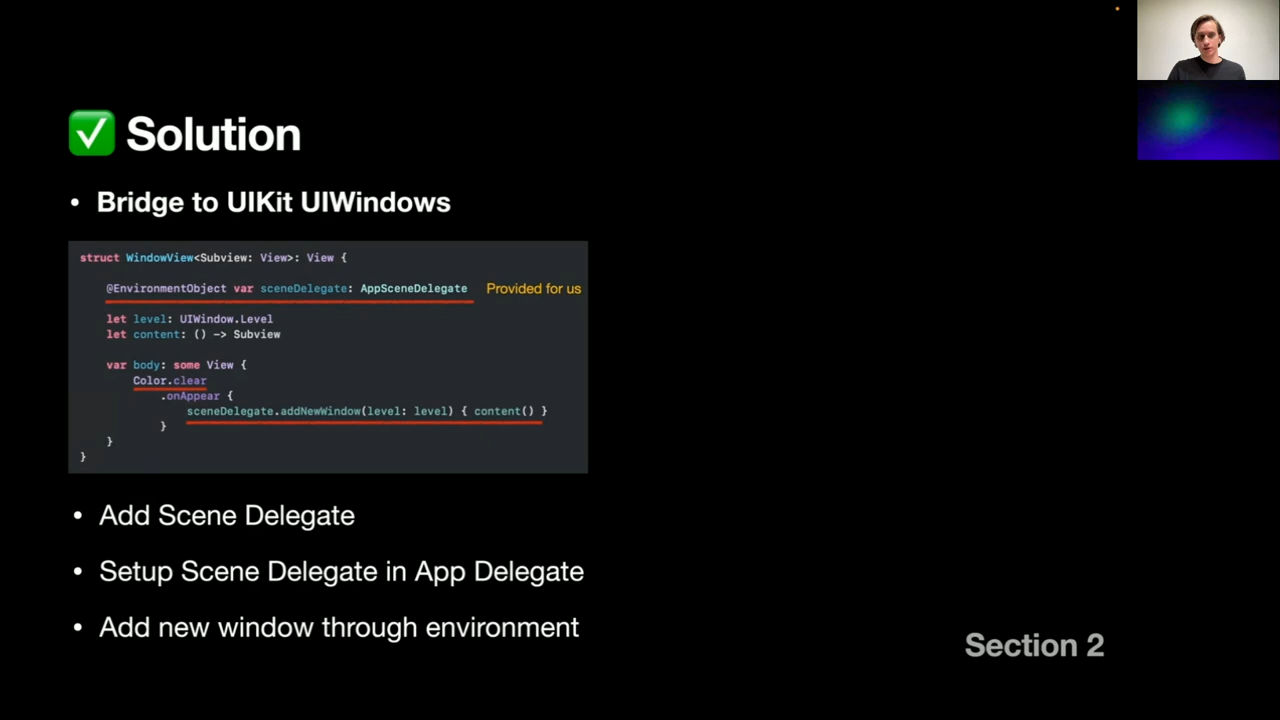 ✅ Solution
• Bridge to UIKit UIWindows
struct WindowView<Subview: View>: View {
@EnvironmentObject var sceneDelegate: AppSceneDelegate Provided for us
let level: UIWindow.Level
let content: () -> Subview
var body: some View {
Color.clear
.onAppear {
sceneDelegate.addNewWindow(level: level) { content() }
}
}
}
• Add Scene Delegate
• Setup Scene Delegate in App Delegate
• Add new window through environment
Section 2